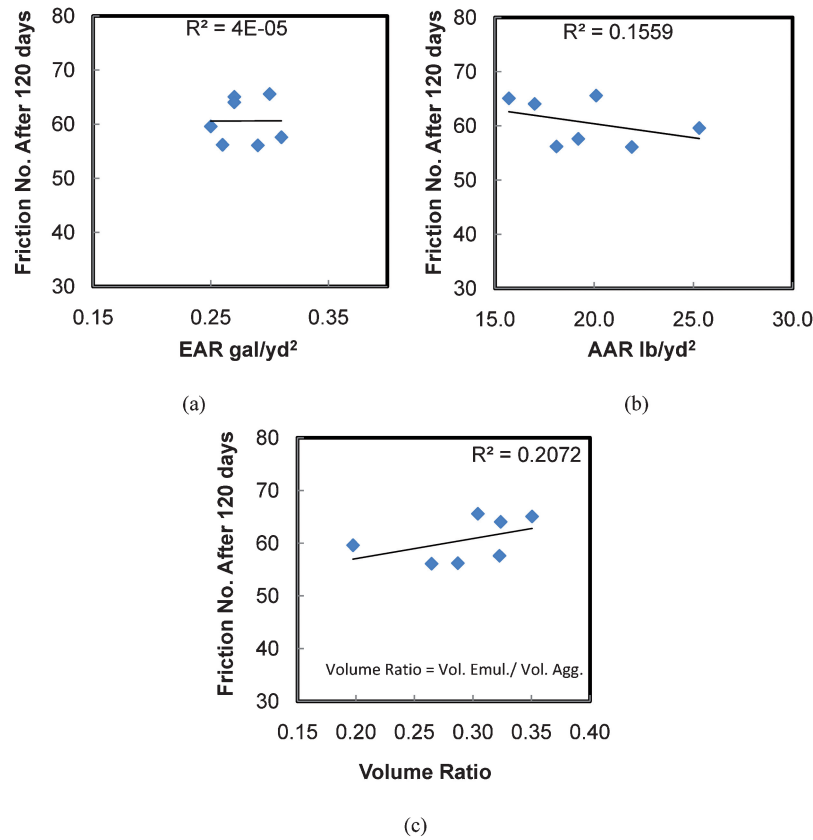 80
70
60
50
40
30
Friction No. After 120 days
R² = 4E-05
0.15 0.25 0.35
EAR gal/yd²
(a)
80
70
60
50
40
30
Friction No. After 120 days
R² = 0.1559
15.0 20.0 25.0 30.0
AAR lb/yd²
(b)
80
70
60
50
40
30
Friction No. After 120 days
R² = 0.2072
Volume Ratio = Vol. Emul./ Vol. Agg.
0.15 0.20 0.25 0.30 0.35 0.40
Volume Ratio
(c)